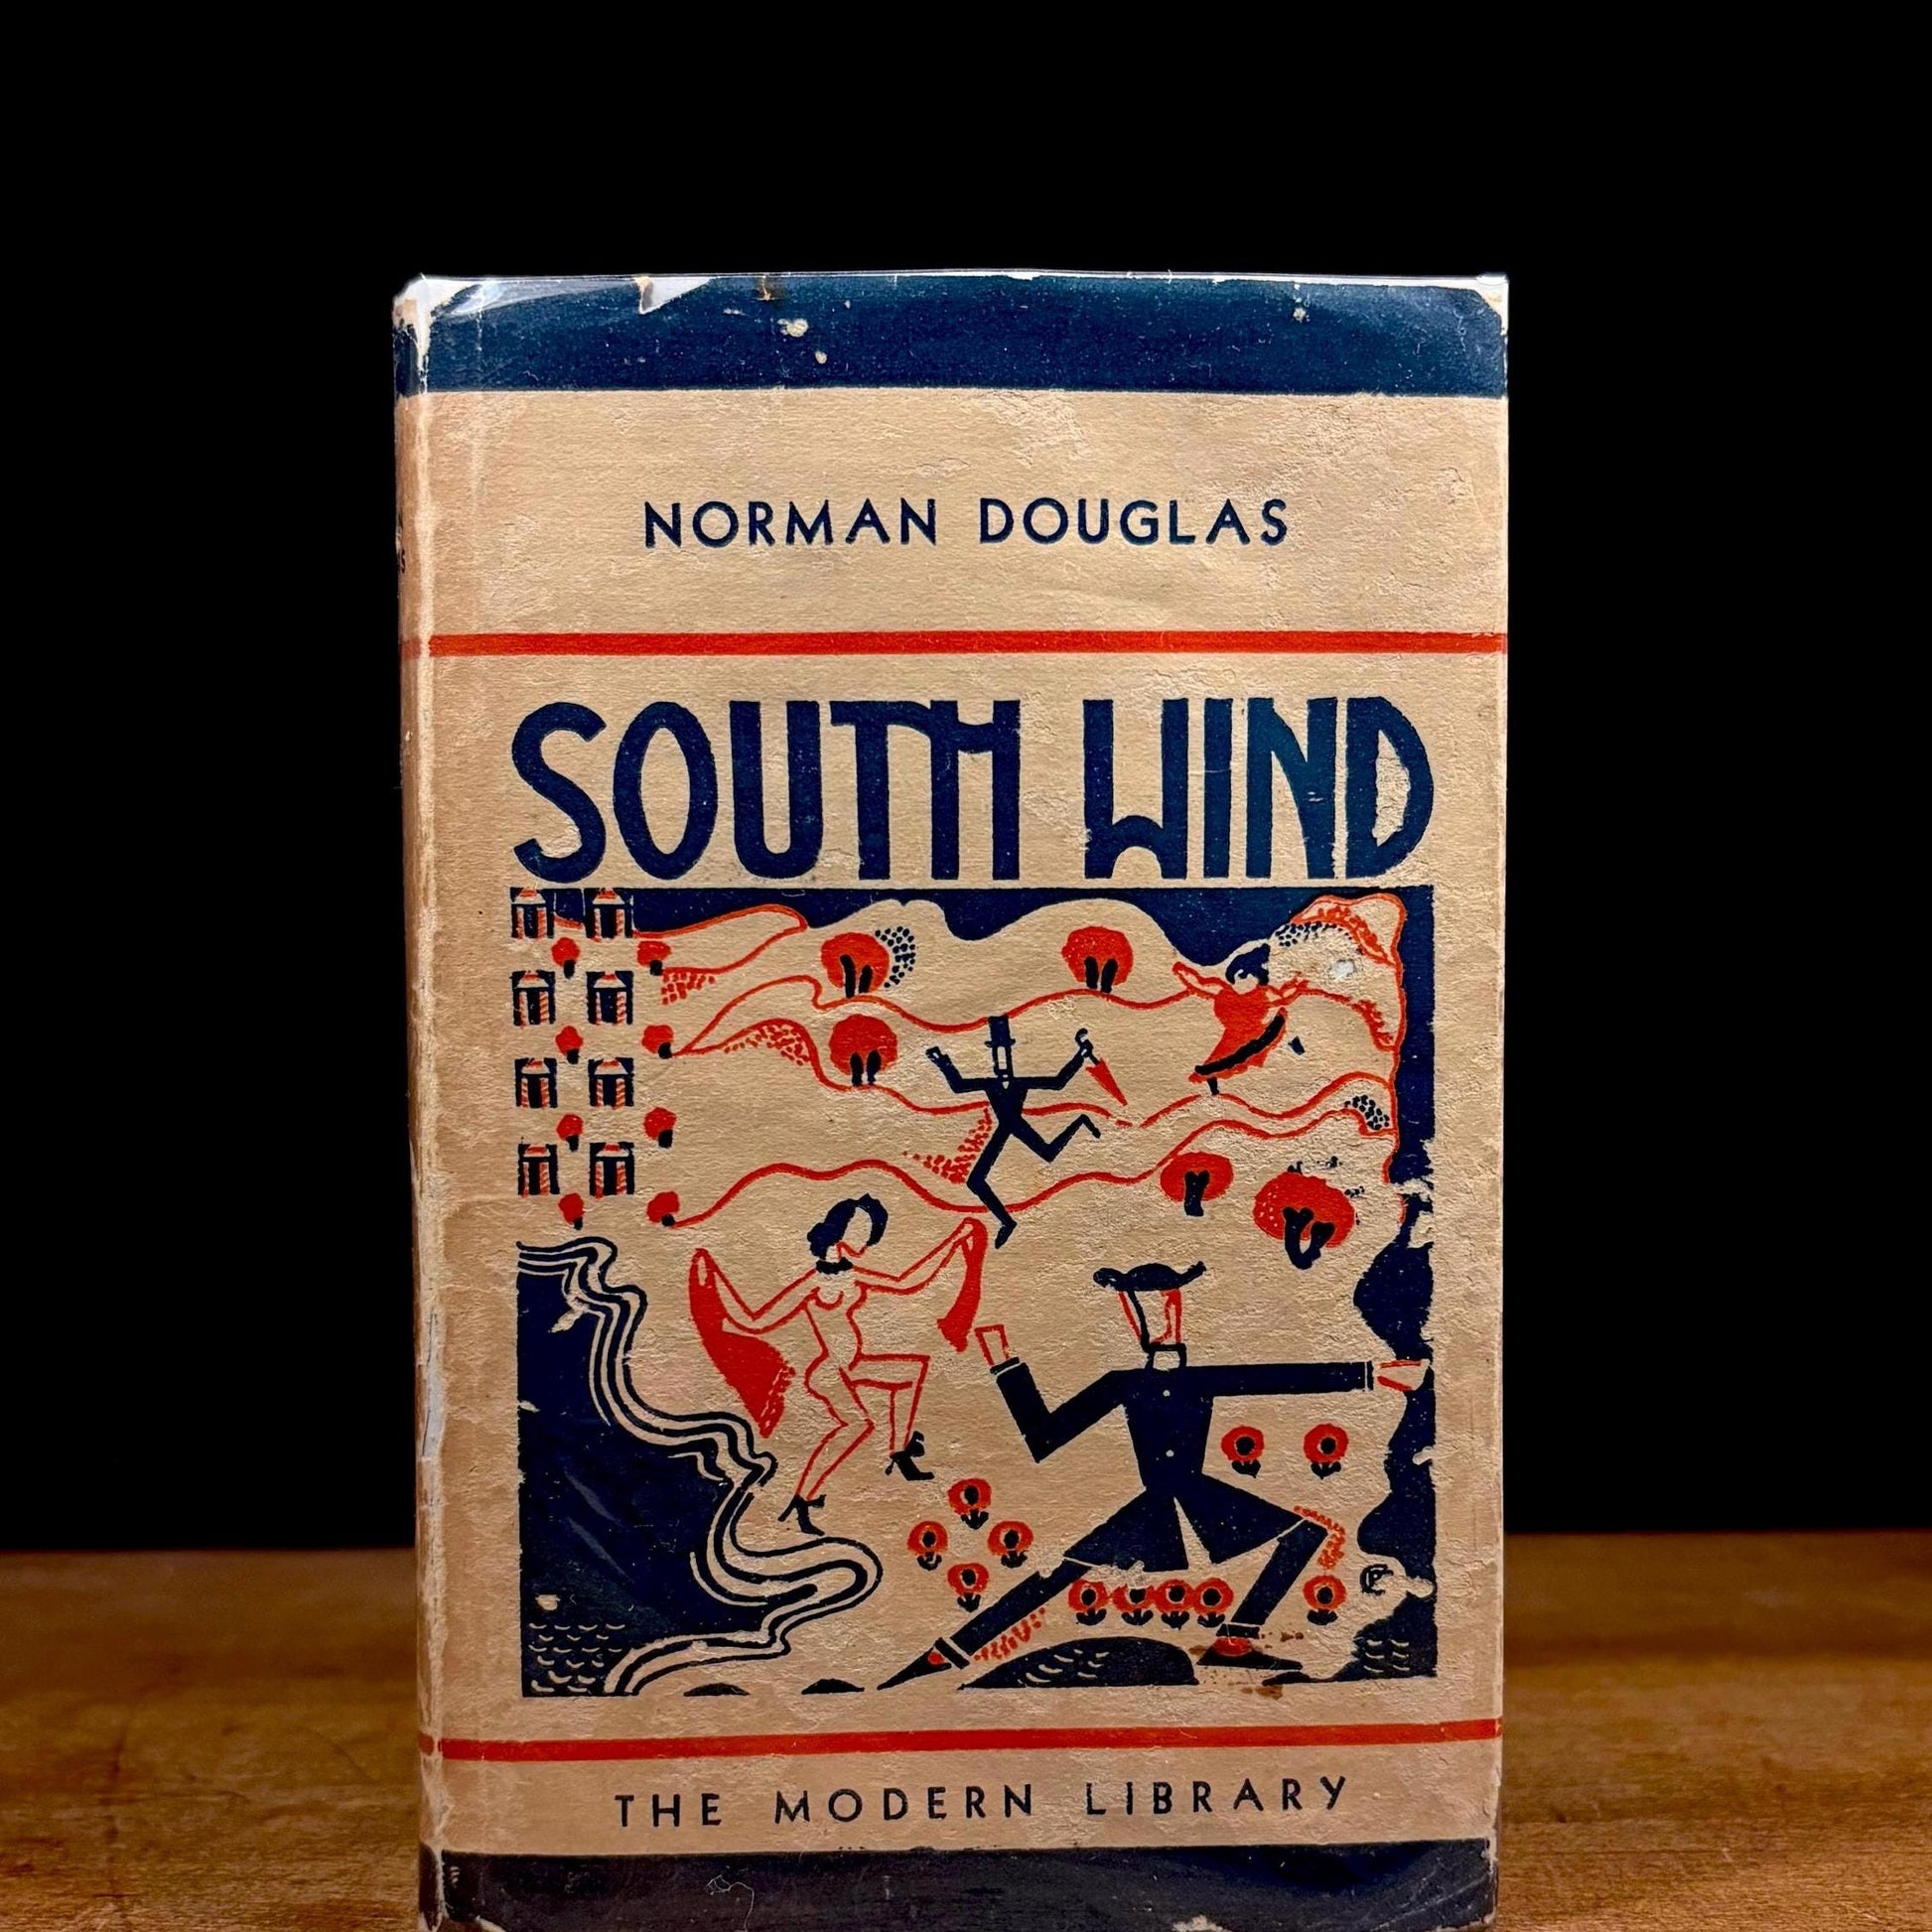 NORMAN DOUGLAS
SOUTH WIND
THE MODERN LIBRARY